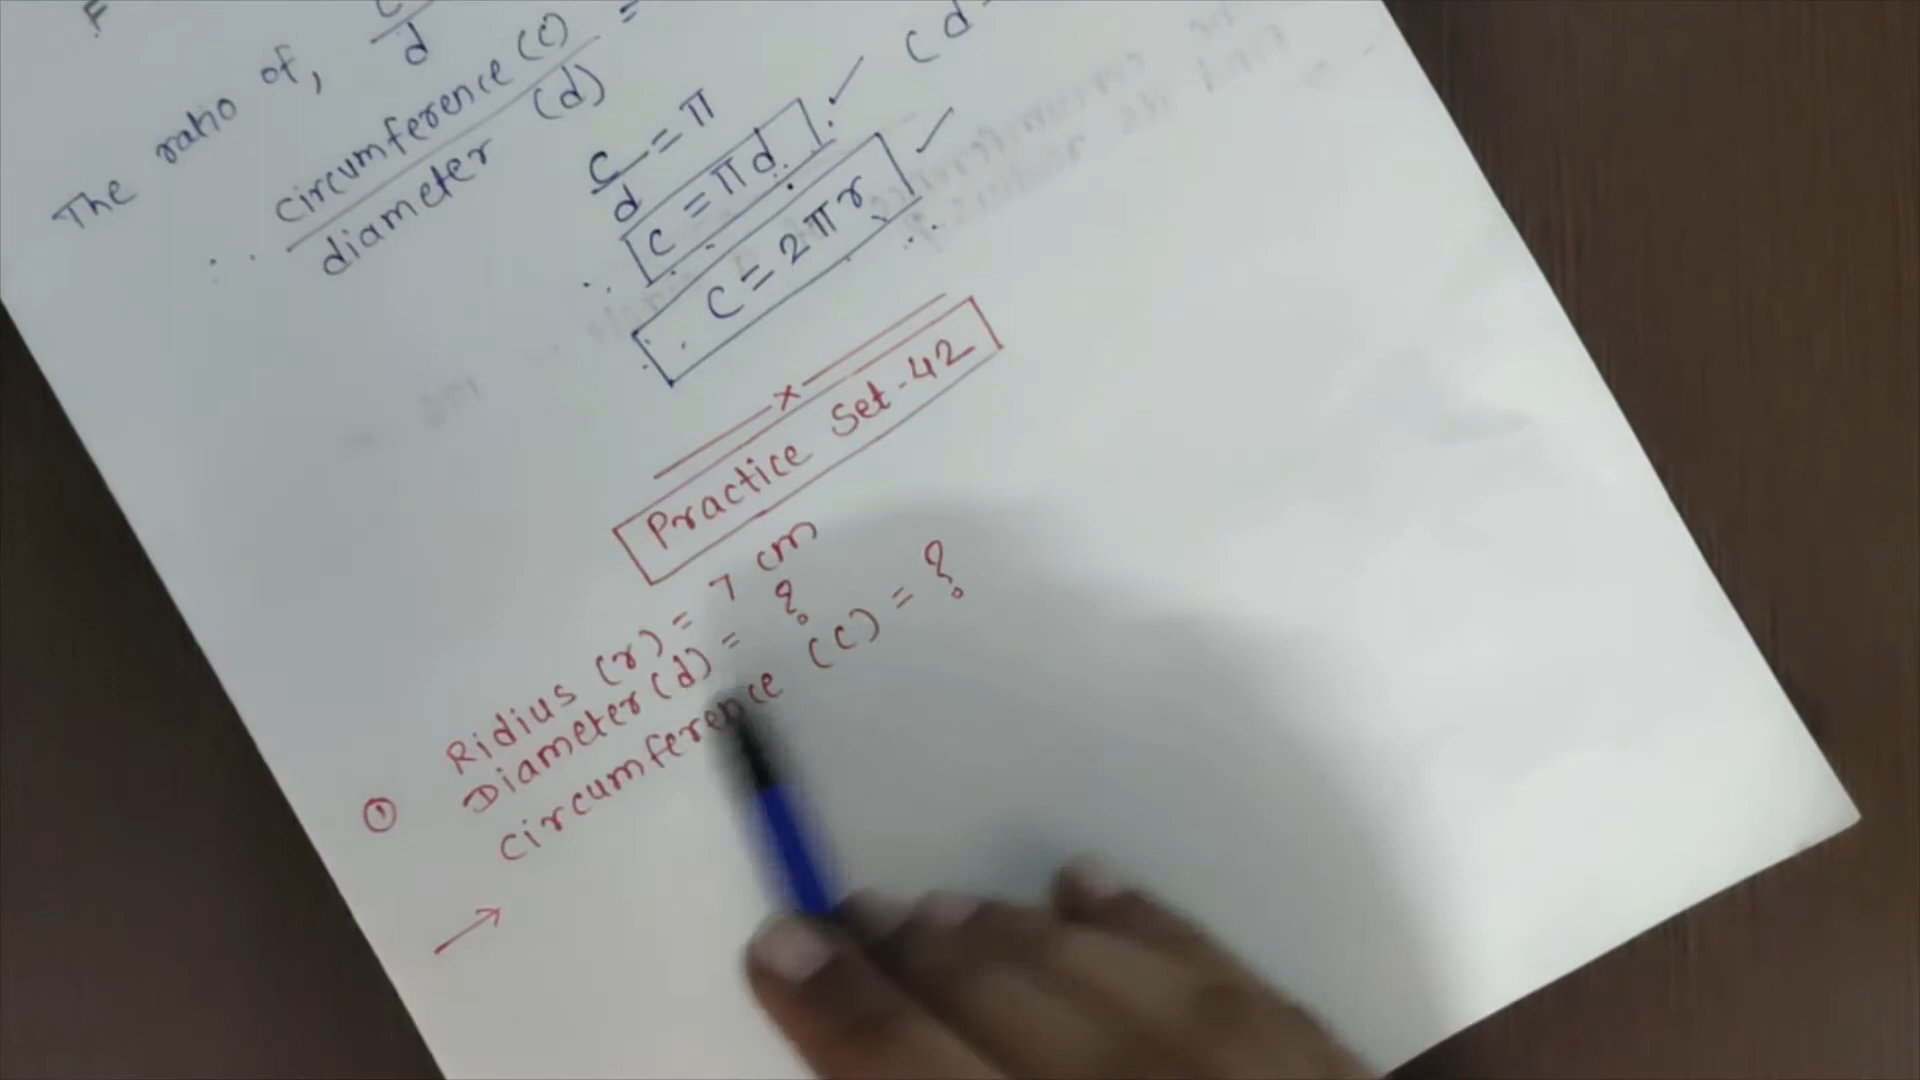 The ratio of, c/d
∴ circumference (c) / diameter (d) =
c/d = π
∴ c = πd
∴ c = 2πr
x
Practice Set-42
① Ridius (r) = 7 cm
Diameter (d) = ?
circumference (c) = ?
→